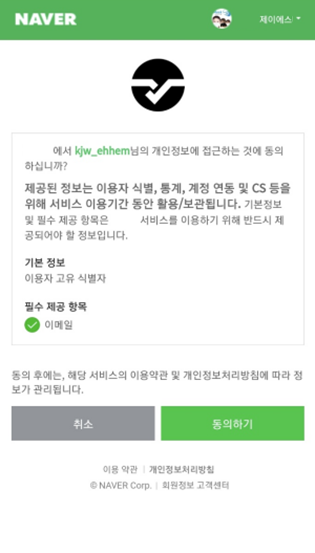 NAVER 제이에스
에서 kjw_ehhem님의 개인정보에 접근하는 것에 동의
하십니까?
제공된 정보는 이용자 식별, 통계, 계정 연동 및 CS 등을
위해 서비스 이용기간 동안 활용/보관됩니다. 기본정보
및 필수 제공 항목은 서비스를 이용하기 위해 반드시 제
공되어야 할 정보입니다.
기본 정보
이용자 고유 식별자
필수 제공 항목
이메일
동의 후에는, 해당 서비스의 이용약관 및 개인정보처리방침에 따라 정
보가 관리됩니다.
취소 동의하기
이용 약관 | 개인정보처리방침
© NAVER Corp. | 회원정보 고객센터